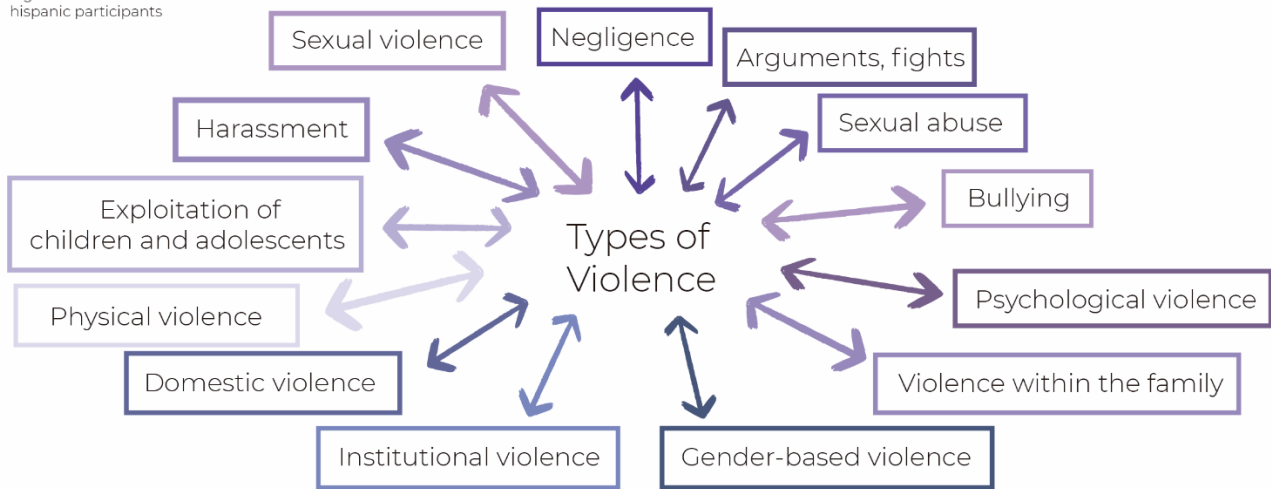 hispanic participants
Sexual violence
Negligence
Arguments, fights
Harassment
Sexual abuse
Exploitation of
children and adolescents
Bullying
Types of
Violence
Physical violence
Psychological violence
Domestic violence
Violence within the family
Institutional violence
Gender-based violence